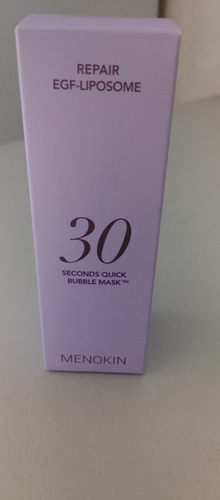 REPAIR
EGF-LIPOSOME
30
SECONDS QUICK
BUBBLE MASK™
MENOKIN